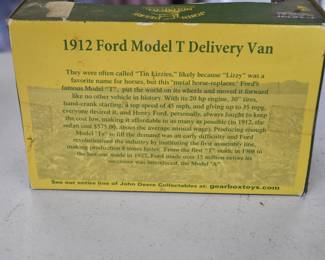 1912 Ford Model T Delivery Van
They were often called "Tin Lizzies," likely because "Lizzy" was a
favorite name for horses, but this "metal horse-replacer," Ford's
famous Model "T", put the world on its wheels and moved it forward
like no other vehicle in history. With its 20 hp engine, 30" tires,
hand-crank starting, a top speed of 45 mph, and giving up to 35 mpg,
everyone desired it, and Henry Ford, personally, always fought to keep
the cost low, making it affordable to as many as possible (in 1912, the
sedan cost $575.00, about the average annual wage). Producing enough
Model "Ts" to fill the demand was an early difficulty and Ford
revolutionized the industry by instituting the first assembly line,
making production 8 times faster. From the first "T" made in 1908 to
the last one made in 1927, Ford made over 15 million before its
successor was introduced, the Model "A".
See our entire line of John Deere Collectables at: gearboxtoys.com